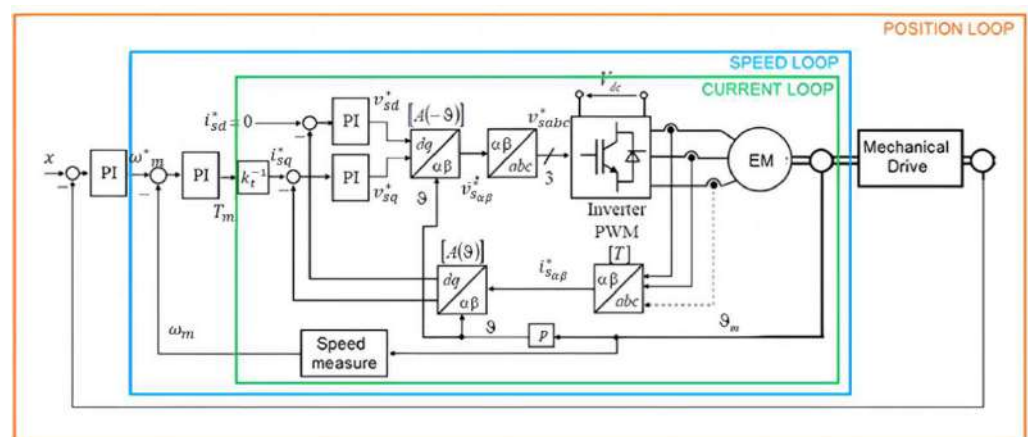 POSITION LOOP
SPEED LOOP
CURRENT LOOP
V_dc
i*_sd = 0
−
PI
v*_sd
[A(−ϑ)]
dq
αβ
v*_sabc
αβ
abc
3
x
−
PI
ω*_m
−
PI
T_m
k_t^−1
i*_sq
−
PI
v*_sq
ϑ
v*_sαβ
Inverter
PWM
EM
Mechanical
Drive
[A(ϑ)]
dq
αβ
i*_sαβ
[T]
αβ
abc
ω_m
Speed
measure
ϑ
p
ϑ_m